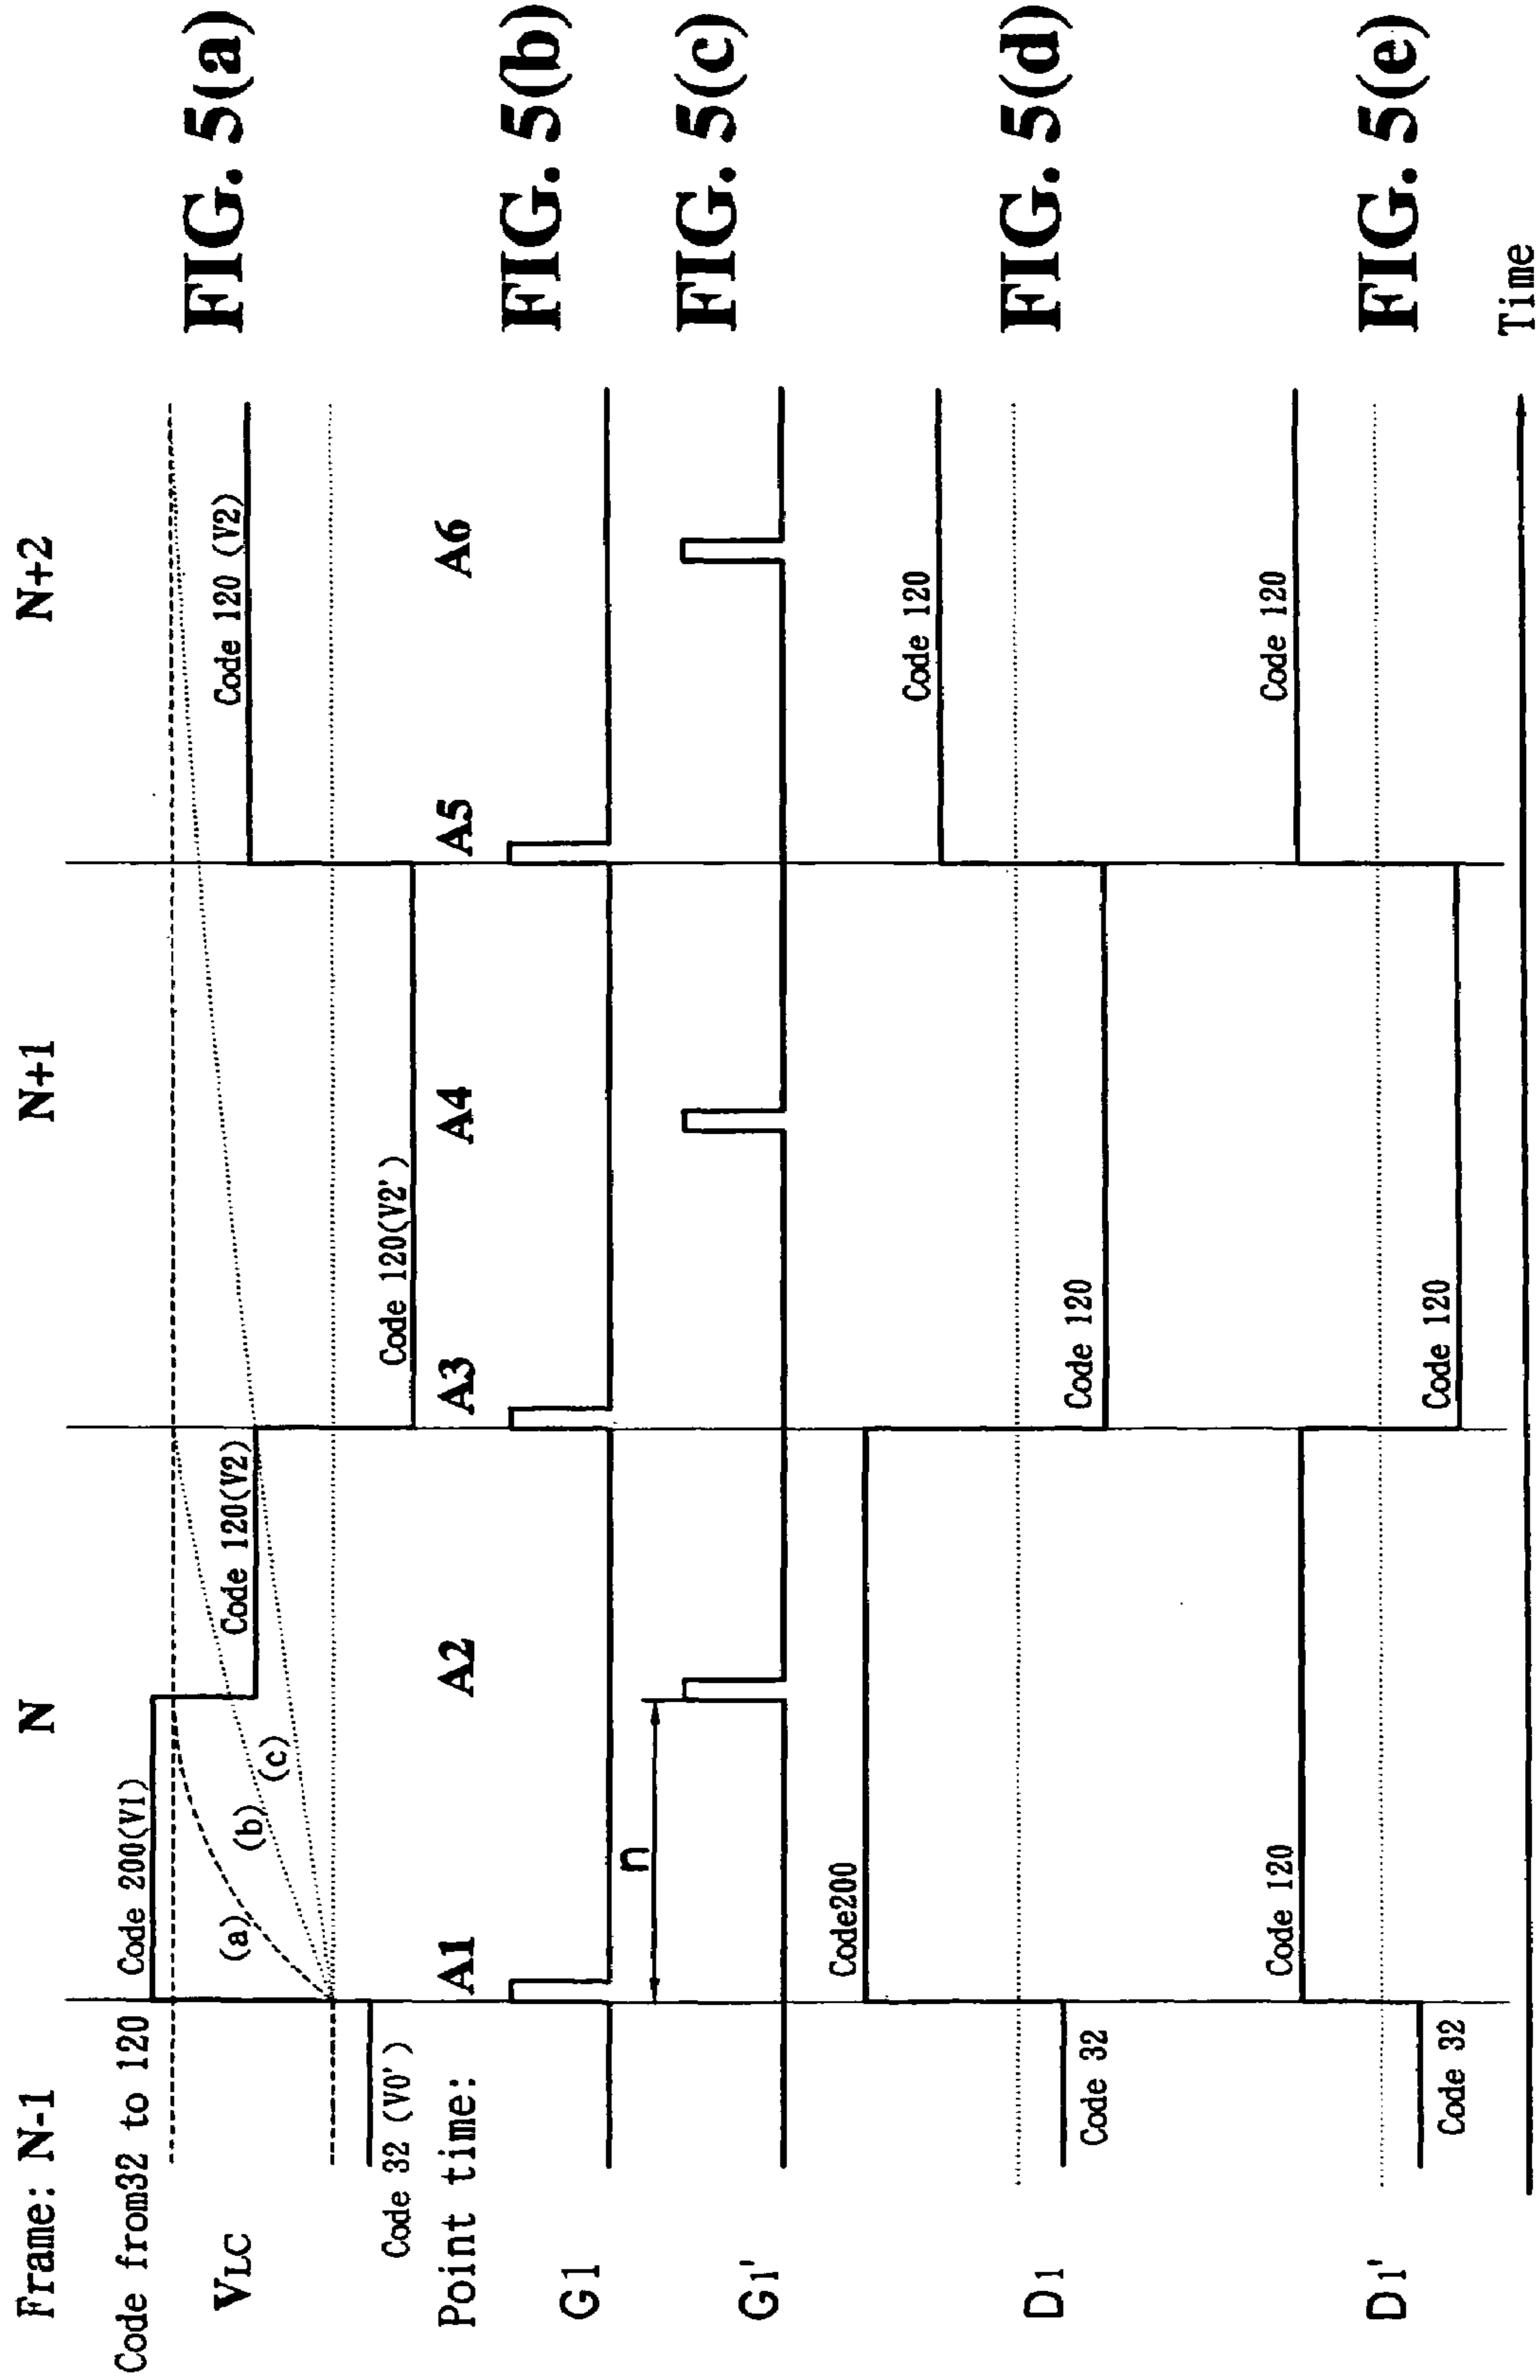 Frame: N-1 N N+1 N+2
Code from32 to 120
Code 200(V1)
VLC
(a)
(b)
(c)
Code 120(V2)
Code 120 (V2)
FIG. 5(a)
Code 32 (V0')
Code 120(V2')
Point time: A1 A2 A3 A4 A5 A6
G1
FIG. 5(b)
n
G1'
FIG. 5(c)
Code200
Code 120
D1
Code 32
Code 120
FIG. 5(d)
Code 120
Code 120
D1'
Code 32
Code 120
FIG. 5(e)
Time